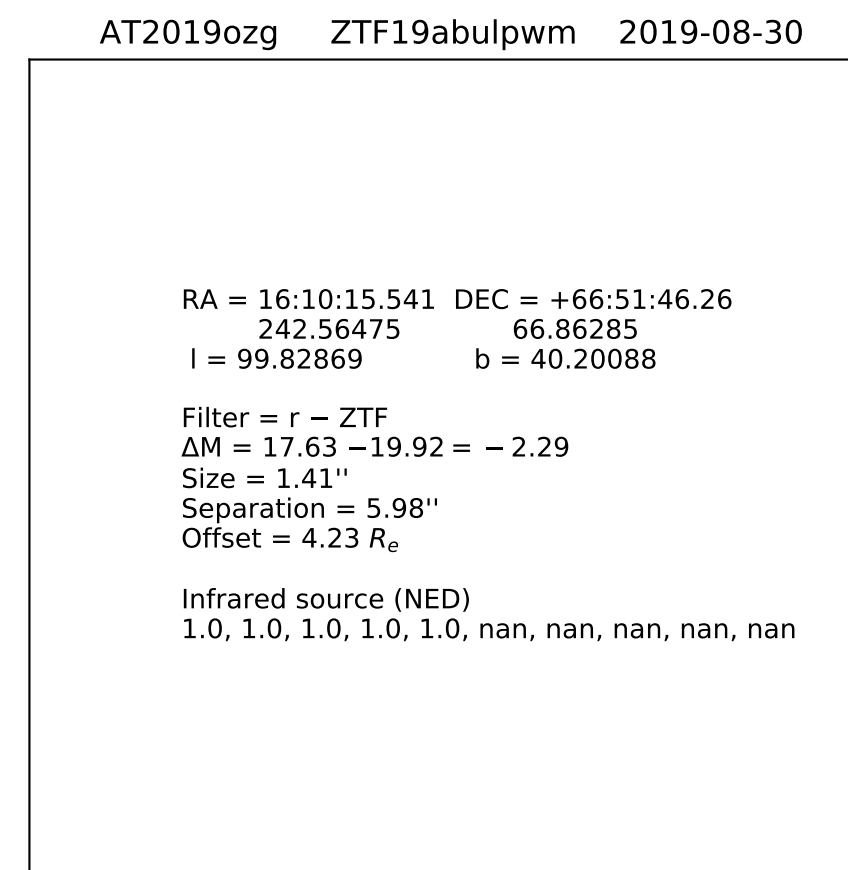 AT2019ozg ZTF19abulpwm 2019-08-30
RA = 16:10:15.541 DEC = +66:51:46.26
242.56475 66.86285
l = 99.82869 b = 40.20088
Filter = r − ZTF
ΔM = 17.63 −19.92 = − 2.29
Size = 1.41''
Separation = 5.98''
Offset = 4.23 Rₑ
Infrared source (NED)
1.0, 1.0, 1.0, 1.0, 1.0, nan, nan, nan, nan, nan